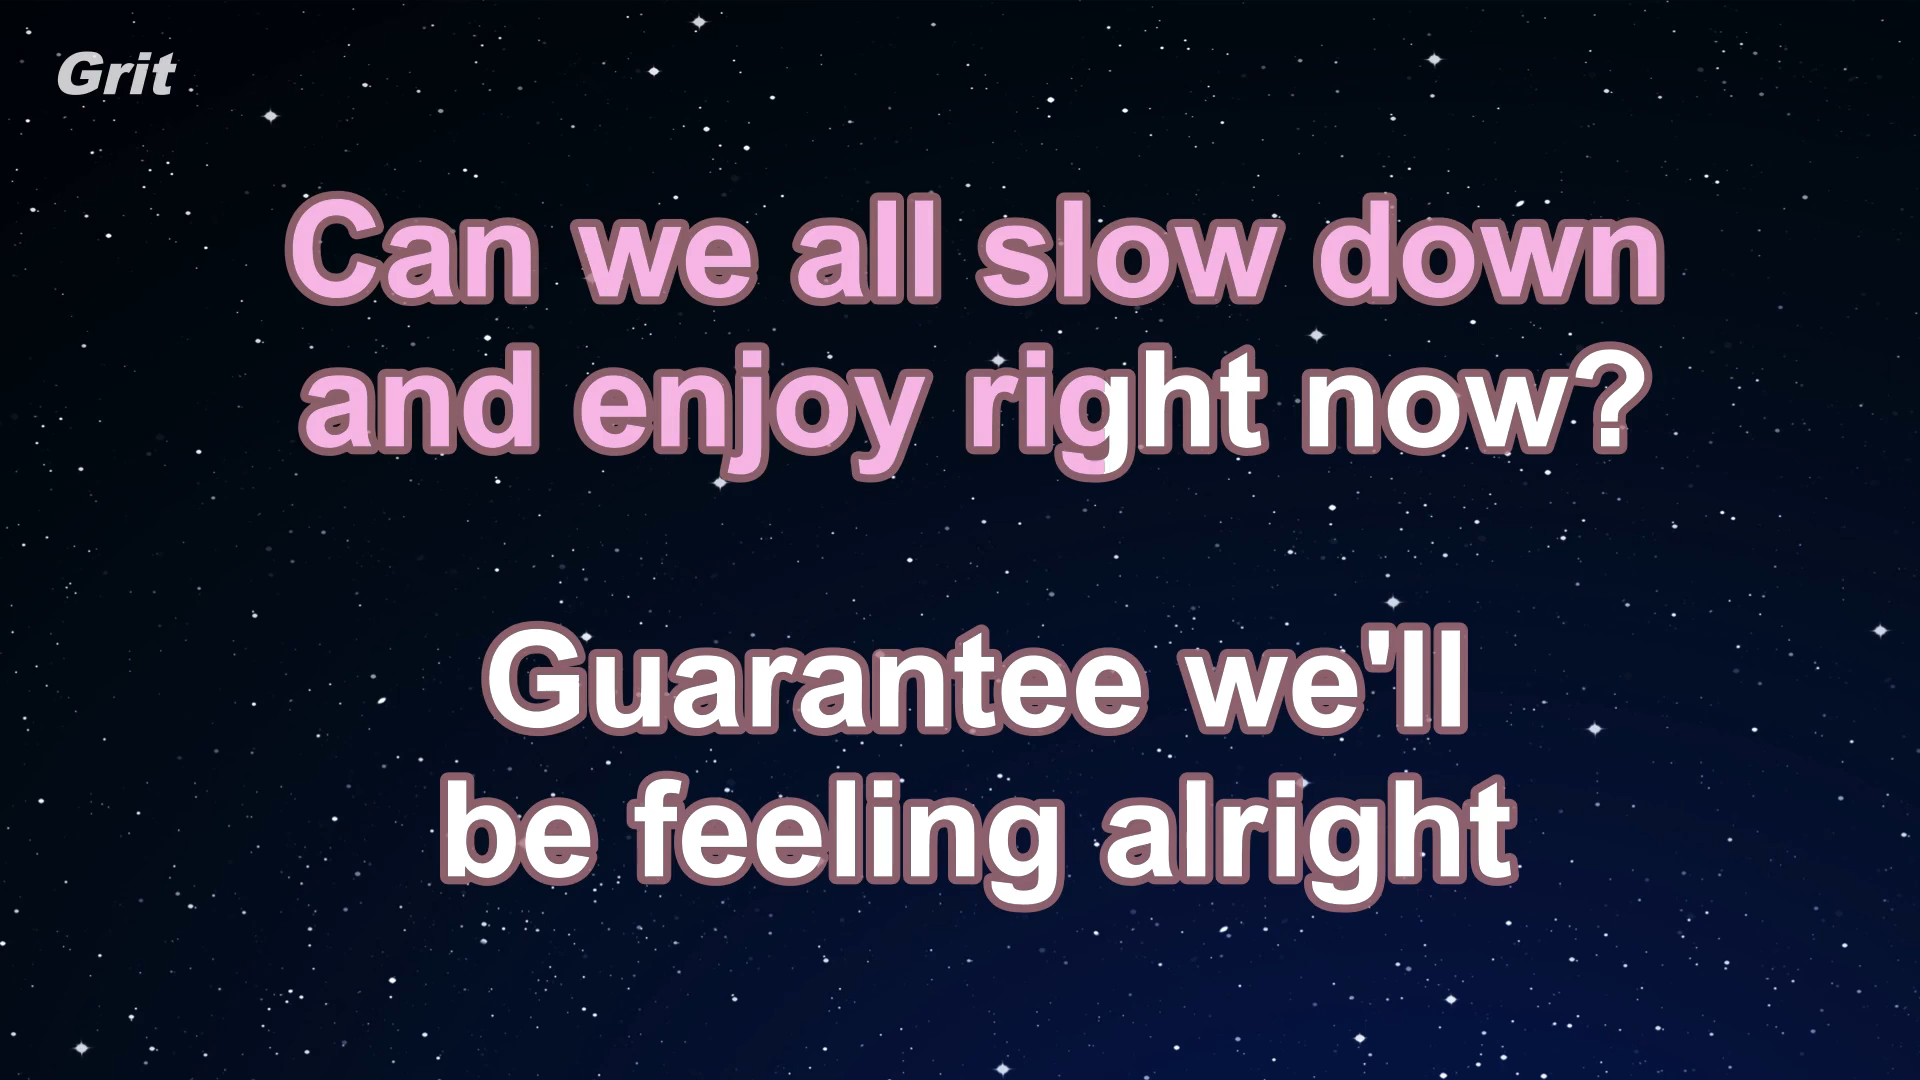 Grit
Can we all slow down
and enjoy right now?
Guarantee we'll
be feeling alright